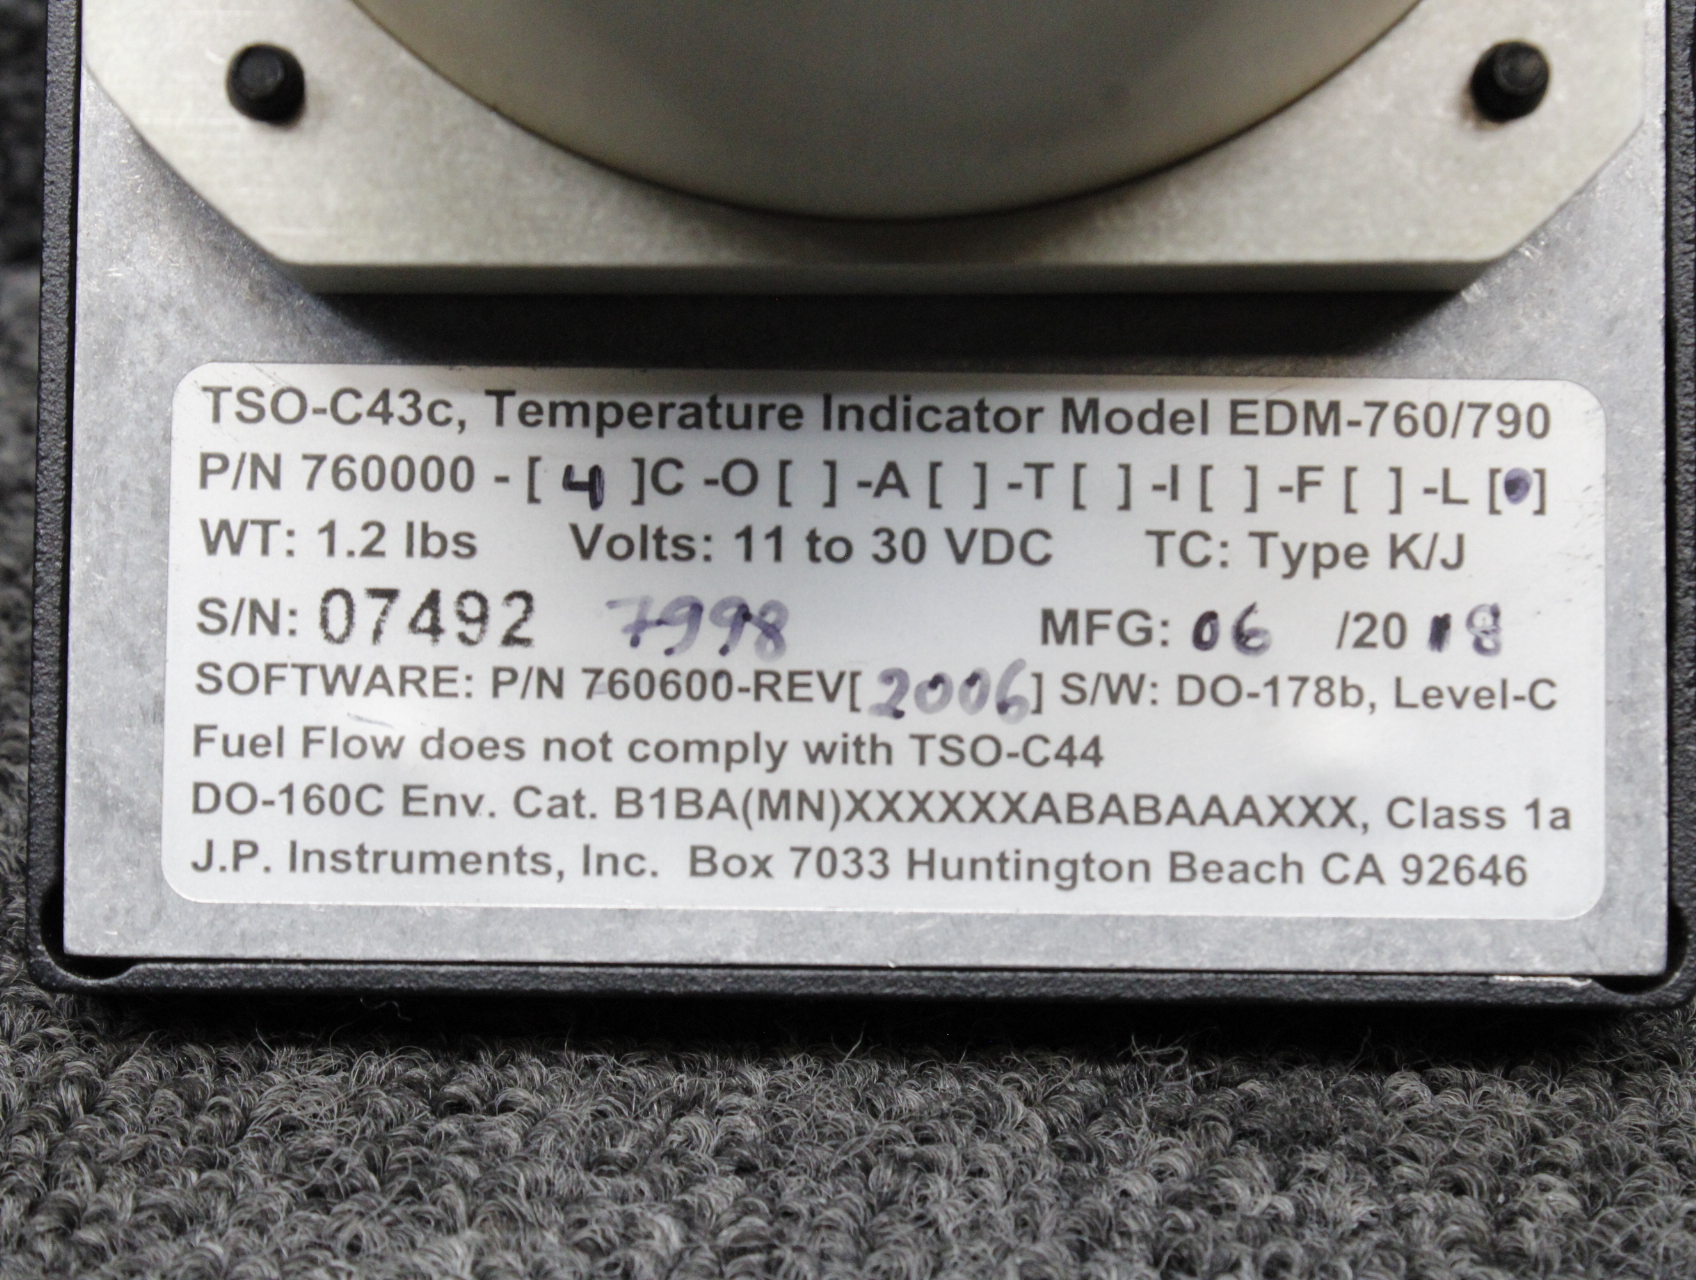 TSO-C43c, Temperature Indicator Model EDM-760/790
P/N 760000 - [ 4 ]C -O [ ] -A [ ] -T [ ] -I [ ] -F [ ] -L [•]
WT: 1.2 lbs Volts: 11 to 30 VDC TC: Type K/J
S/N: 07492 7998 MFG: 06 /20 18
SOFTWARE: P/N 760600-REV[ 2006 ] S/W: DO-178b, Level-C
Fuel Flow does not comply with TSO-C44
DO-160C Env. Cat. B1BA(MN)XXXXXXABABAAAXXX, Class 1a
J.P. Instruments, Inc. Box 7033 Huntington Beach CA 92646